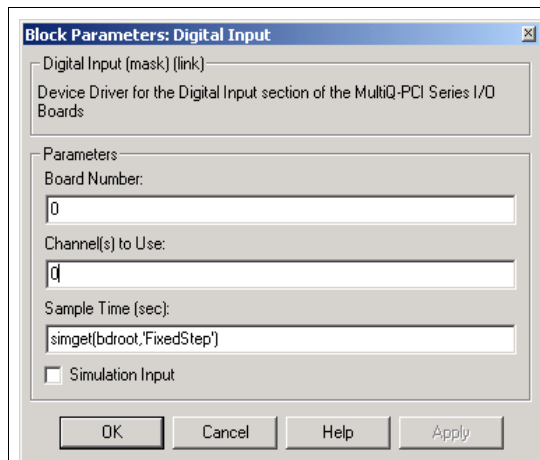 Block Parameters: Digital Input
Digital Input (mask) (link)
Device Driver for the Digital Input section of the MultiQ-PCI Series I/O
Boards
Parameters
Board Number:
0
Channel(s) to Use:
0
Sample Time (sec):
simget(bdroot,'FixedStep')
Simulation Input
OK Cancel Help Apply